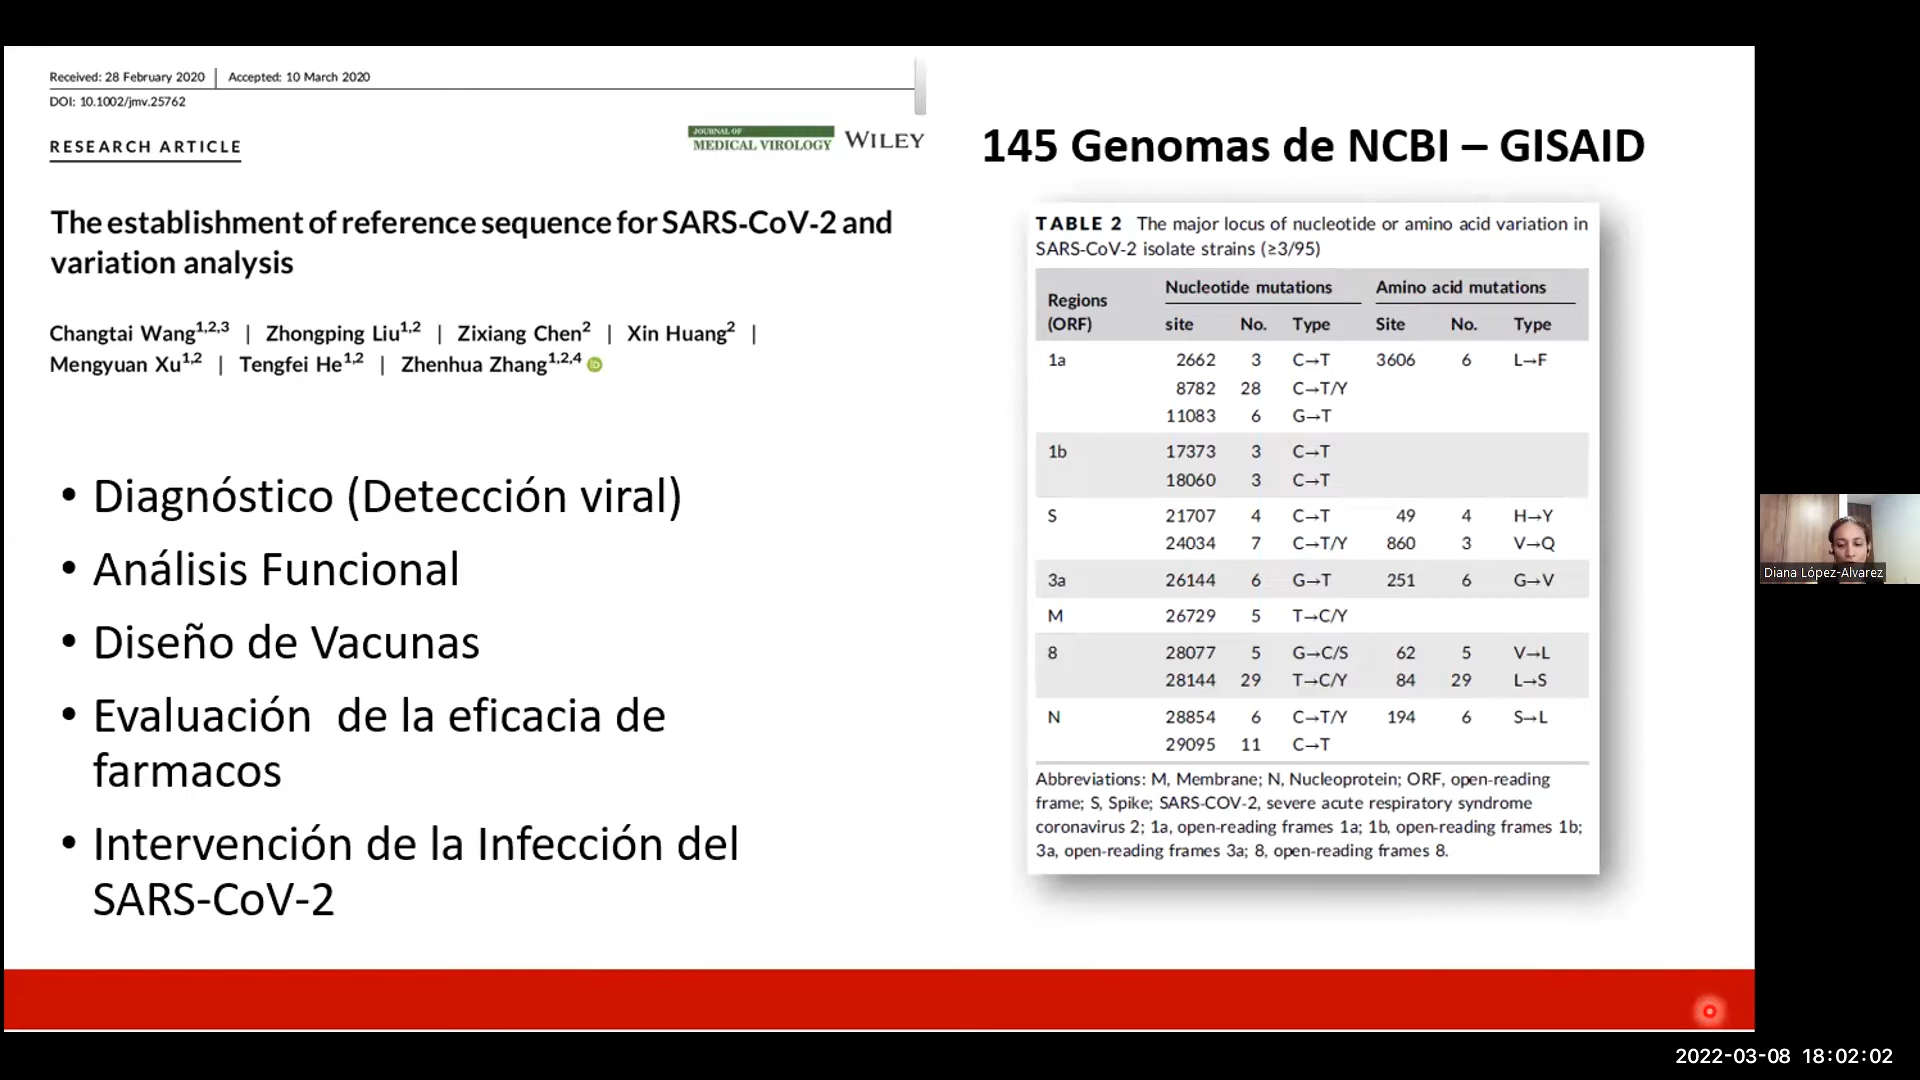 Received: 28 February 2020 | Accepted: 10 March 2020
DOI: 10.1002/jmv.25762
RESEARCH ARTICLE
JOURNAL OF
MEDICAL VIROLOGY WILEY
The establishment of reference sequence for SARS-CoV-2 and
variation analysis
Changtai Wang1,2,3 | Zhongping Liu1,2 | Zixiang Chen2 | Xin Huang2 |
Mengyuan Xu1,2 | Tengfei He1,2 | Zhenhua Zhang1,2,4 iD
• Diagnóstico (Detección viral)
• Análisis Funcional
• Diseño de Vacunas
• Evaluación  de la eficacia de
farmacos
• Intervención de la Infección del
SARS-CoV-2
145 Genomas de NCBI – GISAID
TABLE 2 The major locus of nucleotide or amino acid variation in
SARS-CoV-2 isolate strains (≥3/95)
Nucleotide mutations Amino acid mutations
Regions
(ORF) site No. Type Site No. Type
1a 2662 3 C→T 3606 6 L→F
8782 28 C→T/Y
11083 6 G→T
1b 17373 3 C→T
18060 3 C→T
S 21707 4 C→T 49 4 H→Y
24034 7 C→T/Y 860 3 V→Q
3a 26144 6 G→T 251 6 G→V
M 26729 5 T→C/Y
8 28077 5 G→C/S 62 5 V→L
28144 29 T→C/Y 84 29 L→S
N 28854 6 C→T/Y 194 6 S→L
29095 11 C→T
Abbreviations: M, Membrane; N, Nucleoprotein; ORF, open-reading
frame; S, Spike; SARS-COV-2, severe acute respiratory syndrome
coronavirus 2; 1a, open-reading frames 1a; 1b, open-reading frames 1b;
3a, open-reading frames 3a; 8, open-reading frames 8.
Diana López-Alvarez
2022-03-08 18:02:02